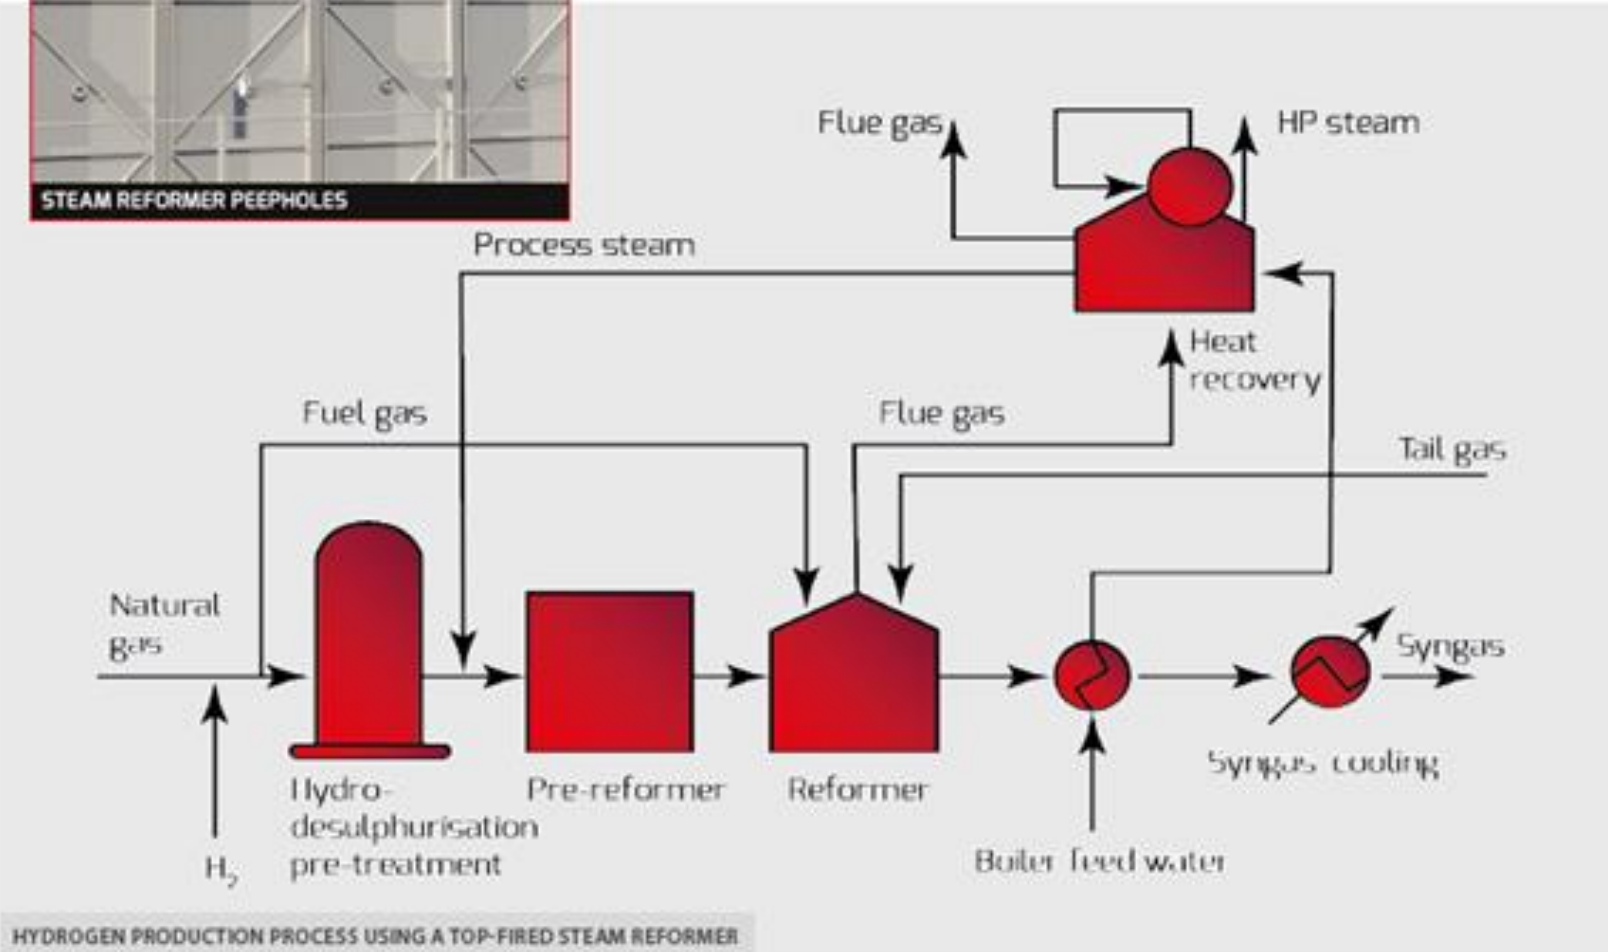 STEAM REFORMER PEEPHOLES
Flue gas
HP steam
Process steam
Heat
recovery
Fuel gas
Flue gas
Tail gas
Natural
gas
Syngas
Syngas cooling
Hydro-
desulphurisation
pre-treatment
Pre-reformer
Reformer
H₂
Boiler feed water
HYDROGEN PRODUCTION PROCESS USING A TOP-FIRED STEAM REFORMER